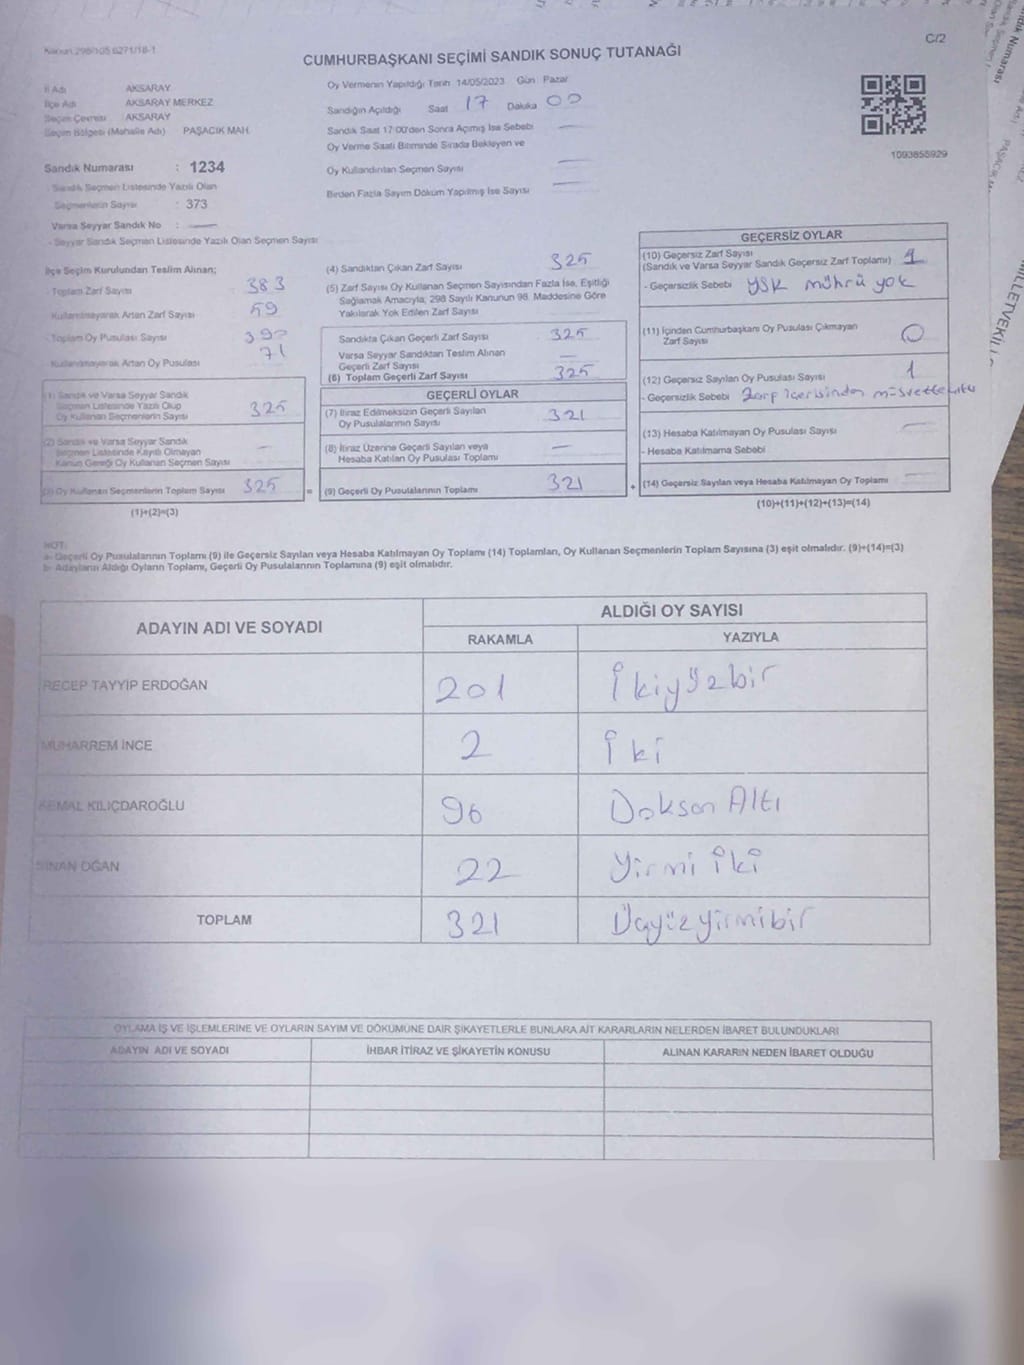 Kanun 298/105 6271/18-1
C/2
CUMHURBAŞKANI SEÇİMİ SANDIK SONUÇ TUTANAĞI
İl Adı AKSARAY
İlçe Adı AKSARAY MERKEZ
Seçim Çevresi AKSARAY
Seçim Bölgesi (Mahalle Adı) PAŞACIK MAH.
Sandık Numarası : 1234
Sandık Seçmen Listesinde Yazılı Olan
Seçmenlerin Sayısı : 373
Varsa Seyyar Sandık No : —
- Seyyar Sandık Seçmen Listesinde Yazılı Olan Seçmen Sayısı
Oy Vermenin Yapıldığı Tarih 14/05/2023 Gün Pazar
Sandığın Açıldığı Saat 17 Dakika 00
Sandık Saat 17:00'den Sonra Açılmış İse Sebebi —
Oy Verme Saati Bitiminde Sırada Bekleyen ve
Oy Kullandırılan Seçmen Sayısı —
Birden Fazla Sayım Döküm Yapılmış İse Sayısı —
1093855929
İlçe Seçim Kurulundan Teslim Alınan;
- Toplam Zarf Sayısı 383
Kullanılmayarak Artan Zarf Sayısı 59
- Toplam Oy Pusulası Sayısı
Kullanılmayarak Artan Oy Pusulası 71
(1) Sandık ve Varsa Seyyar Sandık
Seçmen Listesinde Yazılı Olup
Oy Kullanan Seçmenlerin Sayısı 325
(2) Sandık ve Varsa Seyyar Sandık
Seçmen Listesinde Kayıtlı Olmayan
Kanun Gereği Oy Kullanan Seçmen Sayısı —
(3) Oy Kullanan Seçmenlerin Toplam Sayısı 325
(1)+(2)=(3)
(4) Sandıktan Çıkan Zarf Sayısı 325
(5) Zarf Sayısı Oy Kullanan Seçmen Sayısından Fazla İse, Eşitliği
Sağlamak Amacıyla, 298 Sayılı Kanunun 98. Maddesine Göre
Yakılarak Yok Edilen Zarf Sayısı
Sandıkta Çıkan Geçerli Zarf Sayısı 325
Varsa Seyyar Sandıktan Teslim Alınan
Geçerli Zarf Sayısı —
(6) Toplam Geçerli Zarf Sayısı 325
GEÇERLİ OYLAR
(7) İtiraz Edilmeksizin Geçerli Sayılan
Oy Pusulalarının Sayısı 321
(8) İtiraz Üzerine Geçerli Sayılan veya
Hesaba Katılan Oy Pusulası Toplamı —
= (9) Geçerli Oy Pusulalarının Toplamı 321
GEÇERSİZ OYLAR
(10) Geçersiz Zarf Sayısı
(Sandık ve Varsa Seyyar Sandık Geçersiz Zarf Toplamı) 1
- Geçersizlik Sebebi YSK mührü yok
(11) İçinden Cumhurbaşkanı Oy Pusulası Çıkmayan
Zarf Sayısı 0
(12) Geçersiz Sayılan Oy Pusulası Sayısı 1
- Geçersizlik Sebebi Zarf içerisinden
(13) Hesaba Katılmayan Oy Pusulası Sayısı —
- Hesaba Katılmama Sebebi
+ (14) Geçersiz Sayılan veya Hesaba Katılmayan Oy Toplamı —
(10)+(11)+(12)+(13)=(14)
NOT:
a- Geçerli Oy Pusulalarının Toplamı (9) ile Geçersiz Sayılan veya Hesaba Katılmayan Oy Toplamı (14) Toplamları, Oy Kullanan Seçmenlerin Toplam Sayısına (3) eşit olmalıdır. (9)+(14)=(3)
b- Adayların Aldığı Oyların Toplamı, Geçerli Oy Pusulalarının Toplamına (9) eşit olmalıdır.
ADAYIN ADI VE SOYADI
ALDIĞI OY SAYISI
RAKAMLA YAZIYLA
RECEP TAYYİP ERDOĞAN 201 İkiyüzbir
MUHARREM İNCE 2 İki
KEMAL KILIÇDAROĞLU 96 Doksan Altı
SİNAN OĞAN 22 Yirmi iki
TOPLAM 321 Üçyüzyirmibir
OYLAMA İŞ VE İŞLEMLERİNE VE OYLARIN SAYIM VE DÖKÜMÜNE DAİR ŞİKAYETLERLE BUNLARA AİT KARARLARIN NELERDEN İBARET BULUNDUKLARI
ADAYIN ADI VE SOYADI
İHBAR İTİRAZ VE ŞİKAYETİN KONUSU
ALINAN KARARIN NEDEN İBARET OLDUĞU